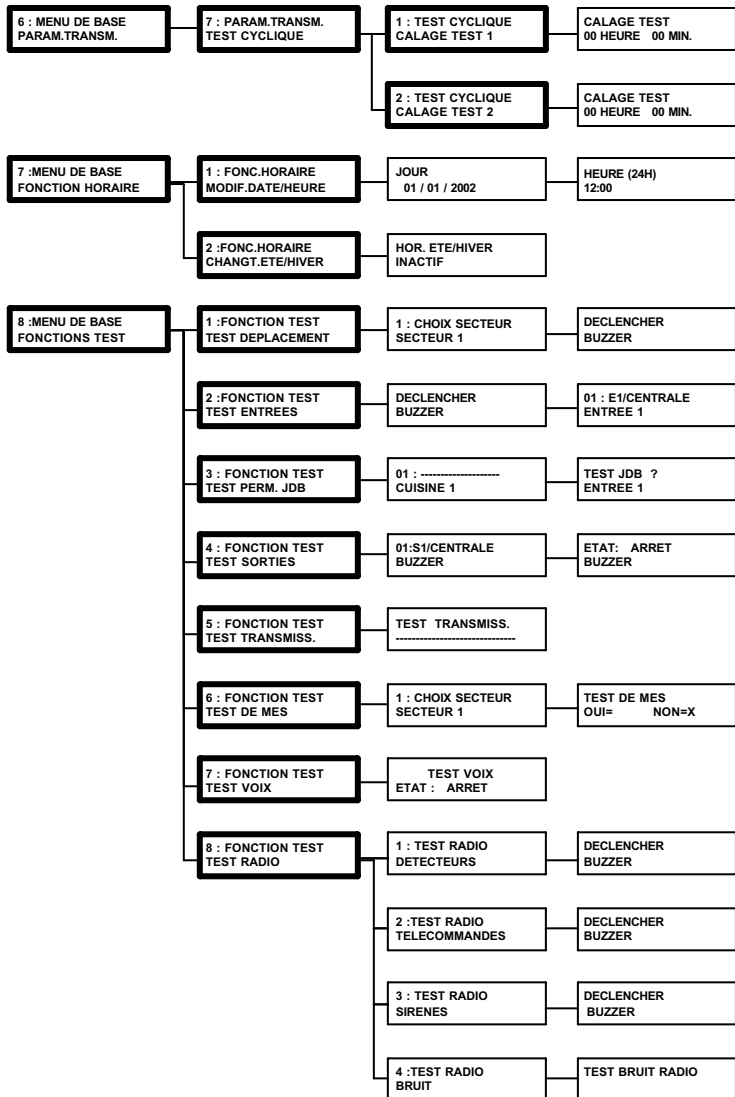 6 : MENU DE BASE
PARAM.TRANSM.
7 : PARAM.TRANSM.
TEST CYCLIQUE
1 : TEST CYCLIQUE
CALAGE TEST 1
CALAGE TEST
00 HEURE 00 MIN.
2 : TEST CYCLIQUE
CALAGE TEST 2
CALAGE TEST
00 HEURE 00 MIN.
7 :MENU DE BASE
FONCTION HORAIRE
1 : FONC.HORAIRE
MODIF.DATE/HEURE
JOUR
01 / 01 / 2002
HEURE (24H)
12:00
2 :FONC.HORAIRE
CHANGT.ETE/HIVER
HOR. ETE/HIVER
INACTIF
8 :MENU DE BASE
FONCTIONS TEST
1 :FONCTION TEST
TEST DEPLACEMENT
1 : CHOIX SECTEUR
SECTEUR 1
DECLENCHER
BUZZER
2 :FONCTION TEST
TEST ENTREES
DECLENCHER
BUZZER
01 : E1/CENTRALE
ENTREE 1
3 : FONCTION TEST
TEST PERM. JDB
01 : --------------------
CUISINE 1
TEST JDB ?
ENTREE 1
4 : FONCTION TEST
TEST SORTIES
01:S1/CENTRALE
BUZZER
ETAT: ARRET
BUZZER
5 : FONCTION TEST
TEST TRANSMISS.
TEST TRANSMISS.
------------------------------
6 : FONCTION TEST
TEST DE MES
1 : CHOIX SECTEUR
SECTEUR 1
TEST DE MES
OUI= NON=X
7 : FONCTION TEST
TEST VOIX
TEST VOIX
ETAT : ARRET
8 : FONCTION TEST
TEST RADIO
1 : TEST RADIO
DETECTEURS
DECLENCHER
BUZZER
2 :TEST RADIO
TELECOMMANDES
DECLENCHER
BUZZER
3 : TEST RADIO
SIRENES
DECLENCHER
BUZZER
4 :TEST RADIO
BRUIT
TEST BRUIT RADIO